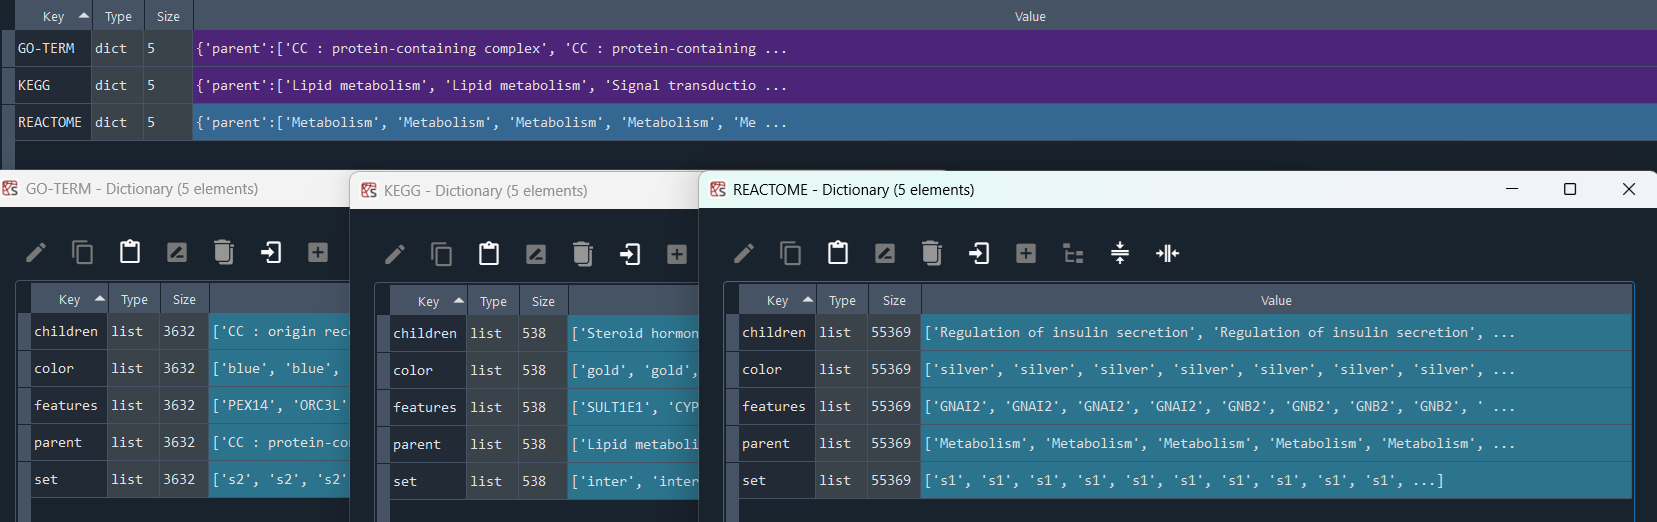 Key Type Size Value
GO-TERM dict 5 {'parent':['CC : protein-containing complex', 'CC : protein-containing ...
KEGG dict 5 {'parent':['Lipid metabolism', 'Lipid metabolism', 'Signal transductio ...
REACTOME dict 5 {'parent':['Metabolism', 'Metabolism', 'Metabolism', 'Metabolism', 'Me ...
GO-TERM - Dictionary (5 elements)
Key Type Size
children list 3632 ['CC : origin rec
color list 3632 ['blue', 'blue',
features list 3632 ['PEX14', 'ORC3L'
parent list 3632 ['CC : protein-co
set list 3632 ['s2', 's2', 's2'
KEGG - Dictionary (5 elements)
Key Type Size
children list 538 ['Steroid hormon
color list 538 ['gold', 'gold',
features list 538 ['SULT1E1', 'CYP
parent list 538 ['Lipid metaboli
set list 538 ['inter', 'inter
REACTOME - Dictionary (5 elements)
Key Type Size Value
children list 55369 ['Regulation of insulin secretion', 'Regulation of insulin secretion', ...
color list 55369 ['silver', 'silver', 'silver', 'silver', 'silver', 'silver', 'silver', ...
features list 55369 ['GNAI2', 'GNAI2', 'GNAI2', 'GNAI2', 'GNB2', 'GNB2', 'GNB2', 'GNB2', ' ...
parent list 55369 ['Metabolism', 'Metabolism', 'Metabolism', 'Metabolism', 'Metabolism', ...
set list 55369 ['s1', 's1', 's1', 's1', 's1', 's1', 's1', 's1', 's1', 's1', ...]